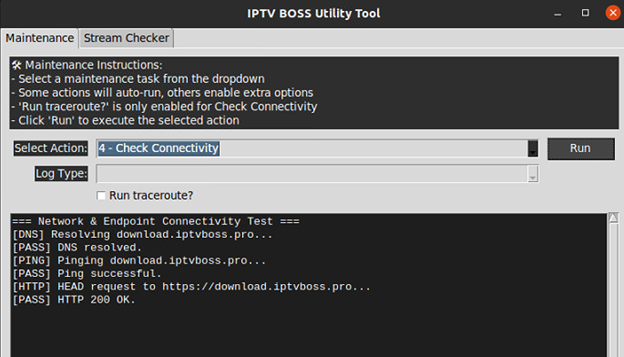 IPTV BOSS Utility Tool
Maintenance
Stream Checker
🛠 Maintenance Instructions:
- Select a maintenance task from the dropdown
- Some actions will auto-run, others enable extra options
- 'Run traceroute?' is only enabled for Check Connectivity
- Click 'Run' to execute the selected action
Select Action: 4 - Check Connectivity Run
Log Type:
Run traceroute?
=== Network & Endpoint Connectivity Test ===
[DNS] Resolving download.iptvboss.pro...
[PASS] DNS resolved.
[PING] Pinging download.iptvboss.pro...
[PASS] Ping successful.
[HTTP] HEAD request to https://download.iptvboss.pro...
[PASS] HTTP 200 OK.